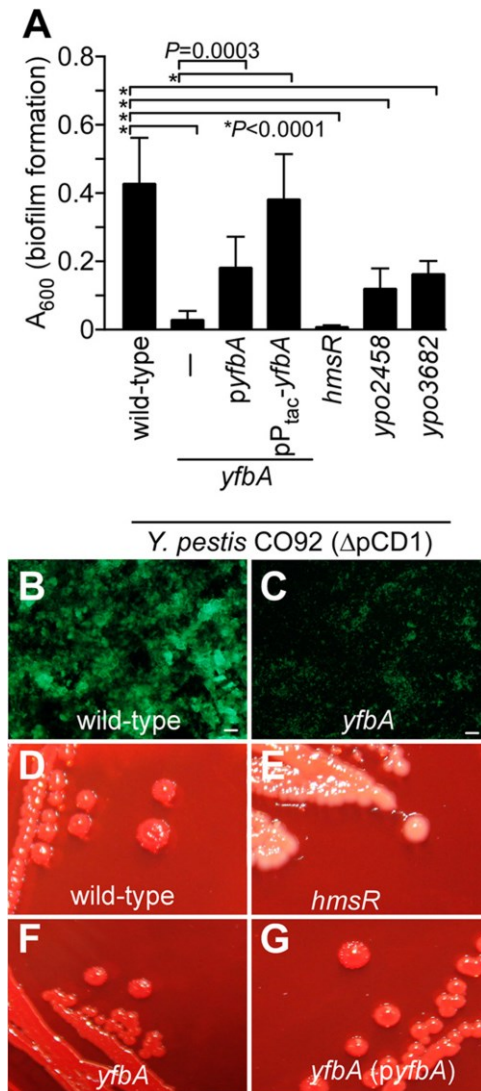 A
A600 (biofilm formation)
0.8
0.6
0.4
0.2
0
P=0.0003
*
*
*
*
*
*P<0.0001
wild-type
—
pyfbA
pPtac-yfbA
hmsR
ypo2458
ypo3682
yfbA
Y. pestis CO92 (ΔpCD1)
B
wild-type
C
yfbA
D
wild-type
E
hmsR
F
yfbA
G
yfbA (pyfbA)